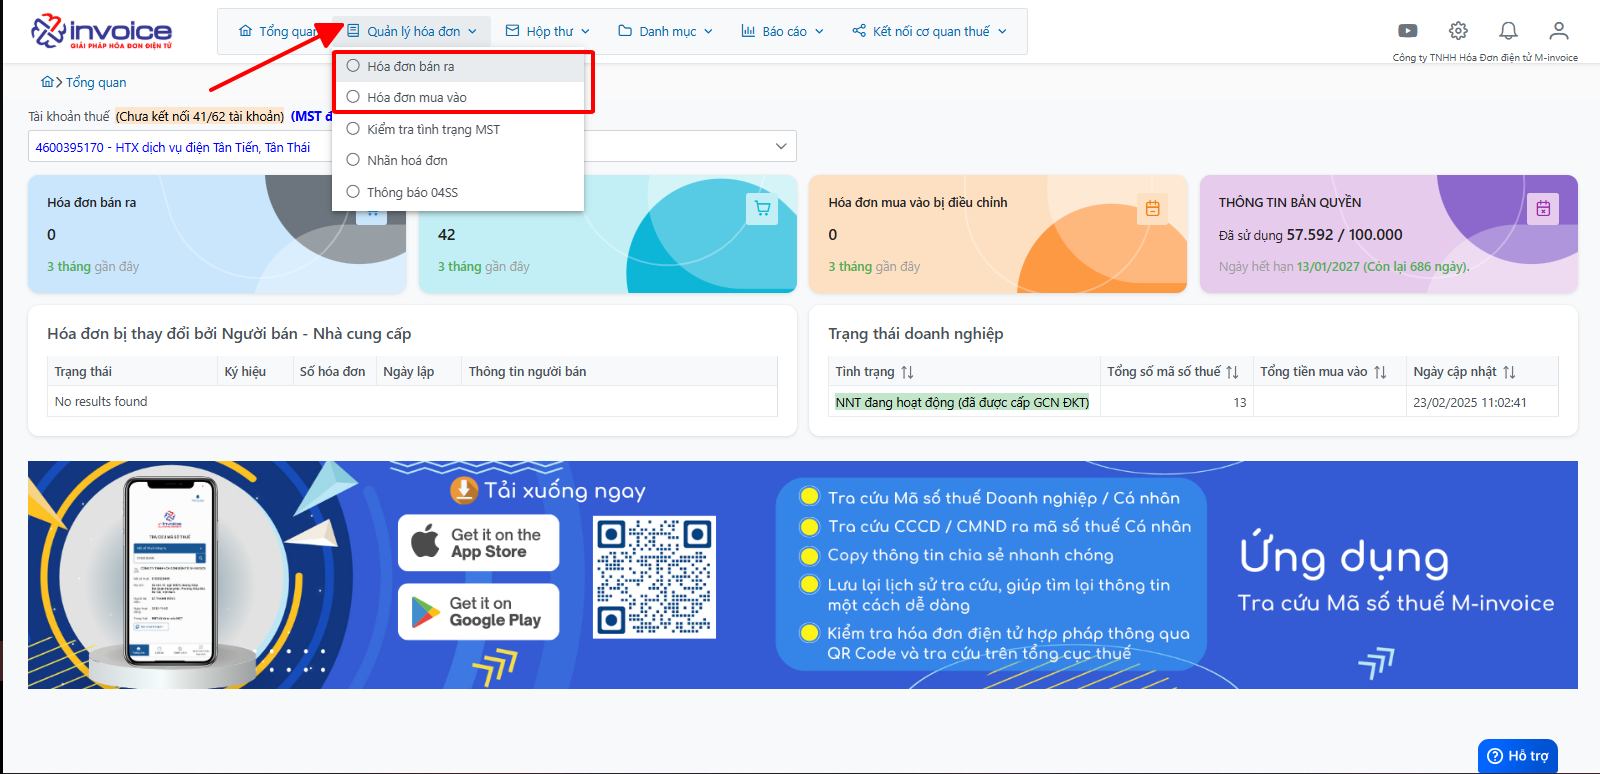 invoice
GIẢI PHÁP HÓA ĐƠN ĐIỆN TỬ
Tổng quan
Quản lý hóa đơn
Hộp thư
Danh mục
Báo cáo
Kết nối cơ quan thuế
Công ty TNHH Hóa Đơn điện tử M-invoice
Hóa đơn bán ra
Hóa đơn mua vào
Kiểm tra tình trạng MST
Nhãn hoá đơn
Thông báo 04SS
Tổng quan
Tài khoản thuế (Chưa kết nối 41/62 tài khoản) (MST
4600395170 - HTX dịch vụ điện Tân Tiến, Tân Thái
Hóa đơn bán ra
0
3 tháng gần đây
42
3 tháng gần đây
Hóa đơn mua vào bị điều chỉnh
0
3 tháng gần đây
THÔNG TIN BẢN QUYỀN
Đã sử dụng 57.592 / 100.000
Ngày hết hạn 13/01/2027 (Còn lại 686 ngày).
Hóa đơn bị thay đổi bởi Người bán - Nhà cung cấp
Trạng thái Ký hiệu Số hóa đơn Ngày lập Thông tin người bán
No results found
Trạng thái doanh nghiệp
Tình trạng Tổng số mã số thuế Tổng tiền mua vào Ngày cập nhật
NNT đang hoạt động (đã được cấp GCN ĐKT) 13 23/02/2025 11:02:41
invoice
TRA CỨU MÃ SỐ THUẾ
Tải xuống ngay
Get it on the
App Store
Get it on
Google Play
Tra cứu Mã số thuế Doanh nghiệp / Cá nhân
Tra cứu CCCD / CMND ra mã số thuế Cá nhân
Copy thông tin chia sẻ nhanh chóng
Lưu lại lịch sử tra cứu, giúp tìm lại thông tin
một cách dễ dàng
Kiểm tra hóa đơn điện tử hợp pháp thông qua
QR Code và tra cứu trên tổng cục thuế
Ứng dụng
Tra cứu Mã số thuế M-invoice
Hỗ trợ